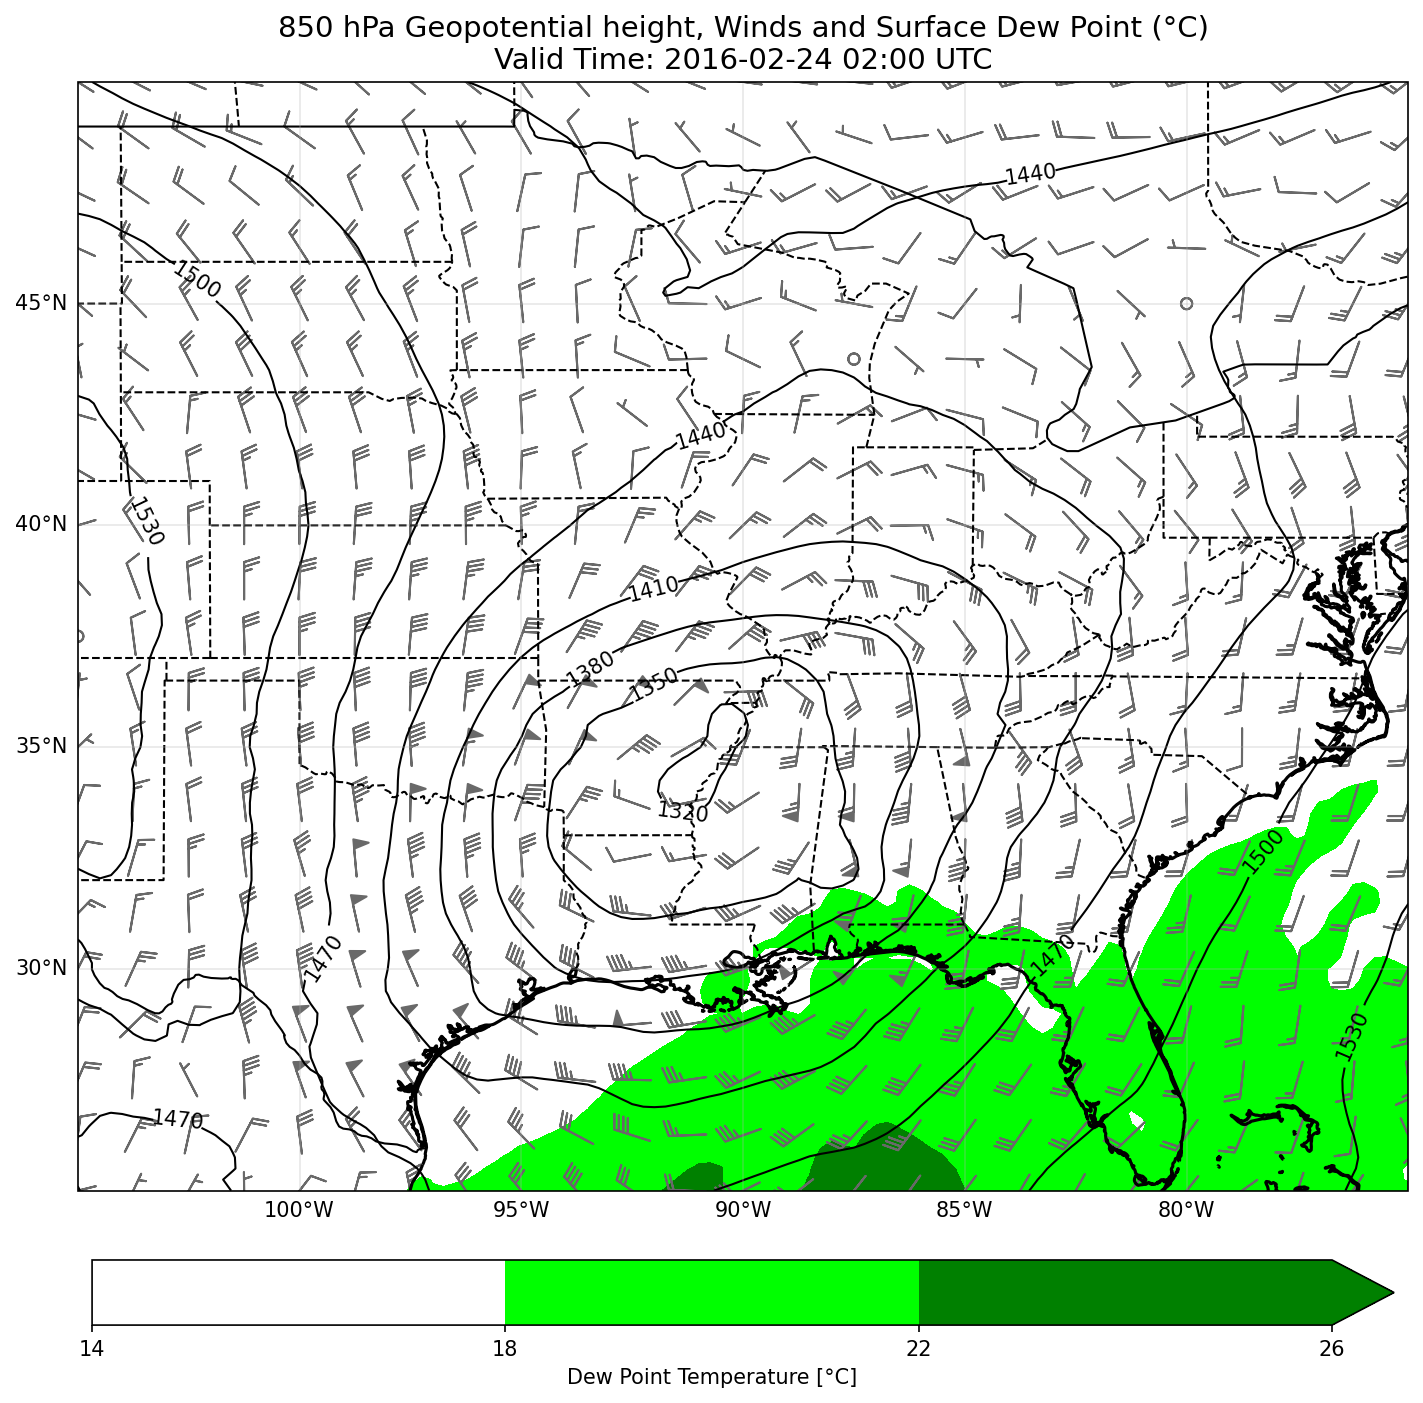 850 hPa Geopotential height, Winds and Surface Dew Point (°C)
Valid Time: 2016-02-24 02:00 UTC
1440
1500
45°N
1440
1530
40°N
1410
1380
1350
35°N
1320
1500
1470
1470
30°N
1530
1470
100°W 95°W 90°W 85°W 80°W
14 18 22 26
Dew Point Temperature [°C]